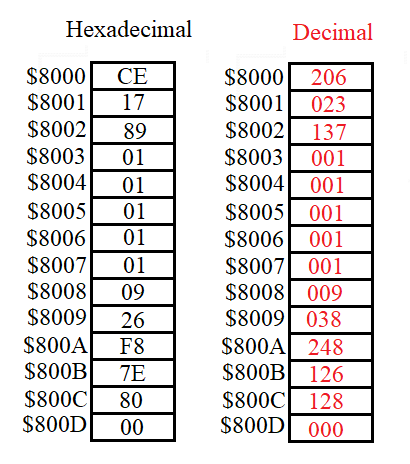 Hexadecimal Decimal
$8000 CE $8000 206
$8001 17 $8001 023
$8002 89 $8002 137
$8003 01 $8003 001
$8004 01 $8004 001
$8005 01 $8005 001
$8006 01 $8006 001
$8007 01 $8007 001
$8008 09 $8008 009
$8009 26 $8009 038
$800A F8 $800A 248
$800B 7E $800B 126
$800C 80 $800C 128
$800D 00 $800D 000